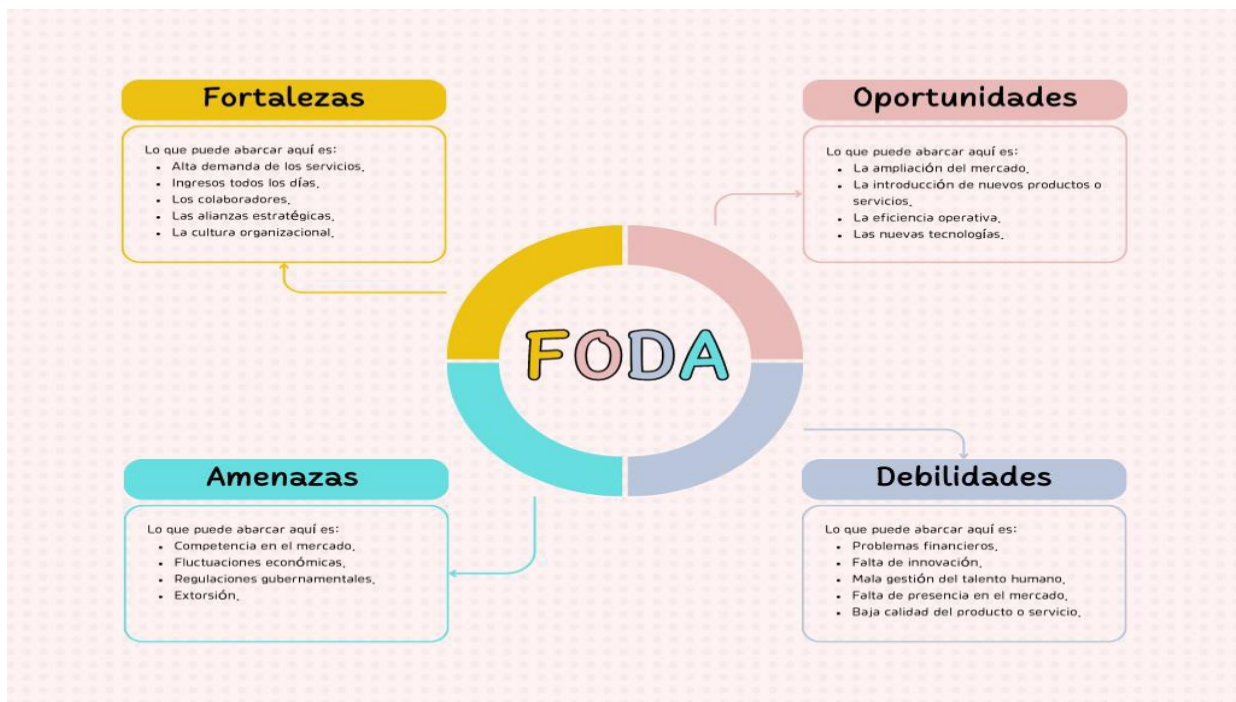 Fortalezas
Lo que puede abarcar aquí es:
• Alta demanda de los servicios.
• Ingresos todos los días.
• Los colaboradores.
• Las alianzas estratégicas.
• La cultura organizacional.
Oportunidades
Lo que puede abarcar aquí es:
• La ampliación del mercado.
• La introducción de nuevos productos o
servicios.
• La eficiencia operativa.
• Las nuevas tecnologías.
FODA
Amenazas
Lo que puede abarcar aquí es:
• Competencia en el mercado.
• Fluctuaciones económicas.
• Regulaciones gubernamentales.
• Extorsión.
Debilidades
Lo que puede abarcar aquí es:
• Problemas financieros.
• Falta de innovación.
• Mala gestión del talento humano.
• Falta de presencia en el mercado.
• Baja calidad del producto o servicio.